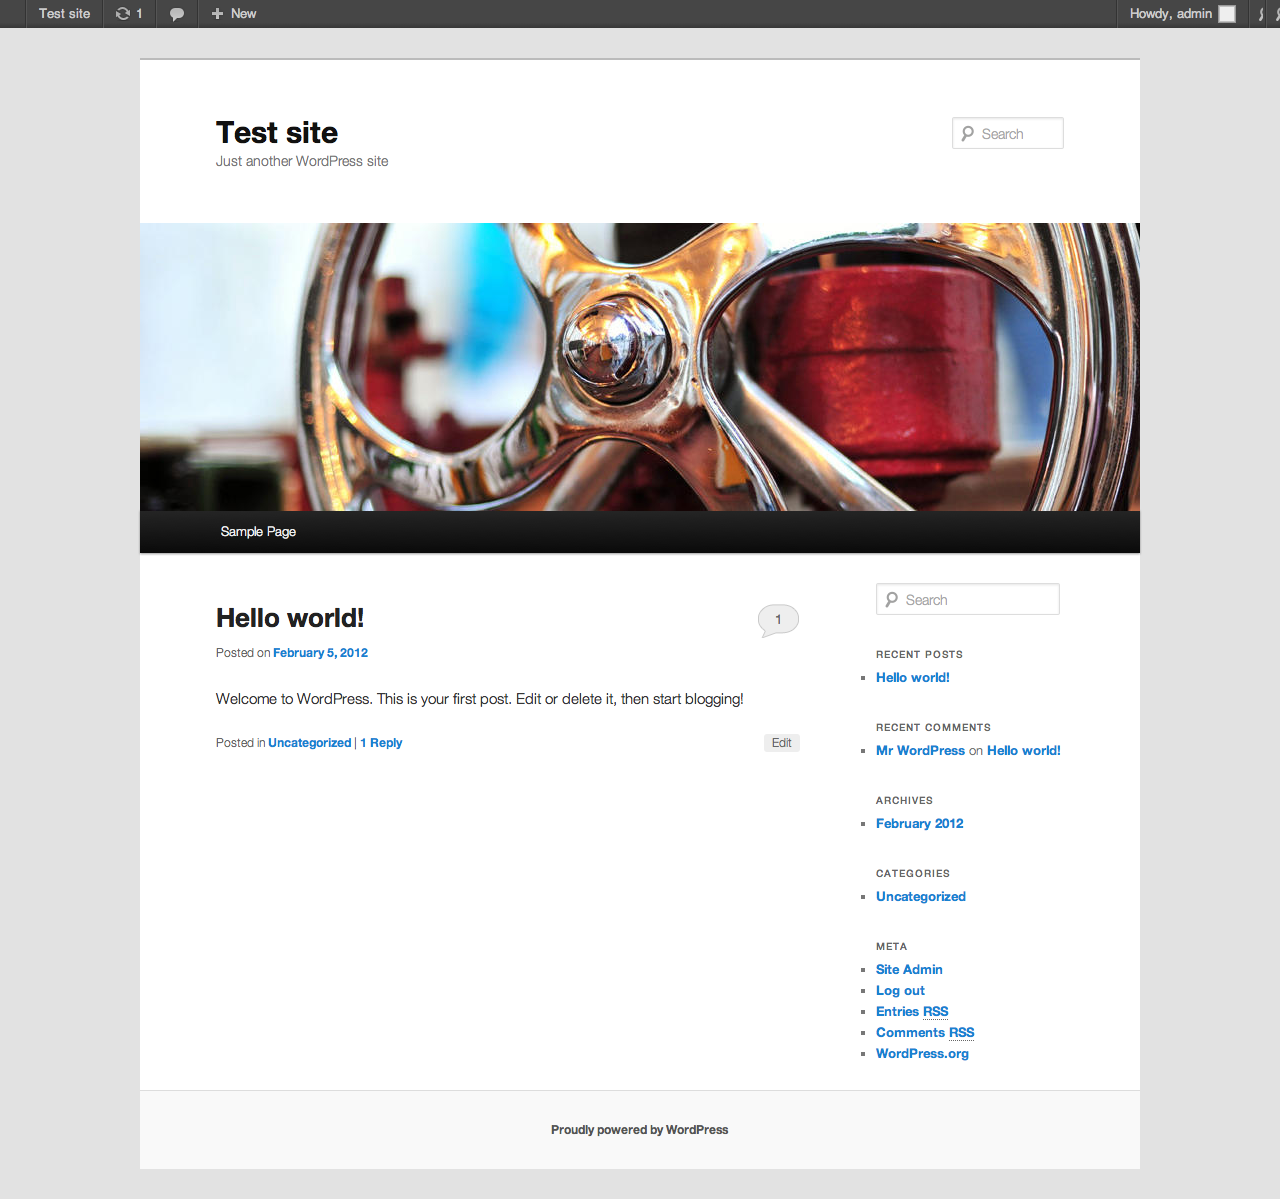 Test site 1 New Howdy, admin
Test site
Just another WordPress site
Search
Sample Page
Hello world!
1
Posted on February 5, 2012
Welcome to WordPress. This is your first post. Edit or delete it, then start blogging!
Posted in Uncategorized | 1 Reply
Edit
Search
RECENT POSTS
Hello world!
RECENT COMMENTS
Mr WordPress on Hello world!
ARCHIVES
February 2012
CATEGORIES
Uncategorized
META
Site Admin
Log out
Entries RSS
Comments RSS
WordPress.org
Proudly powered by WordPress